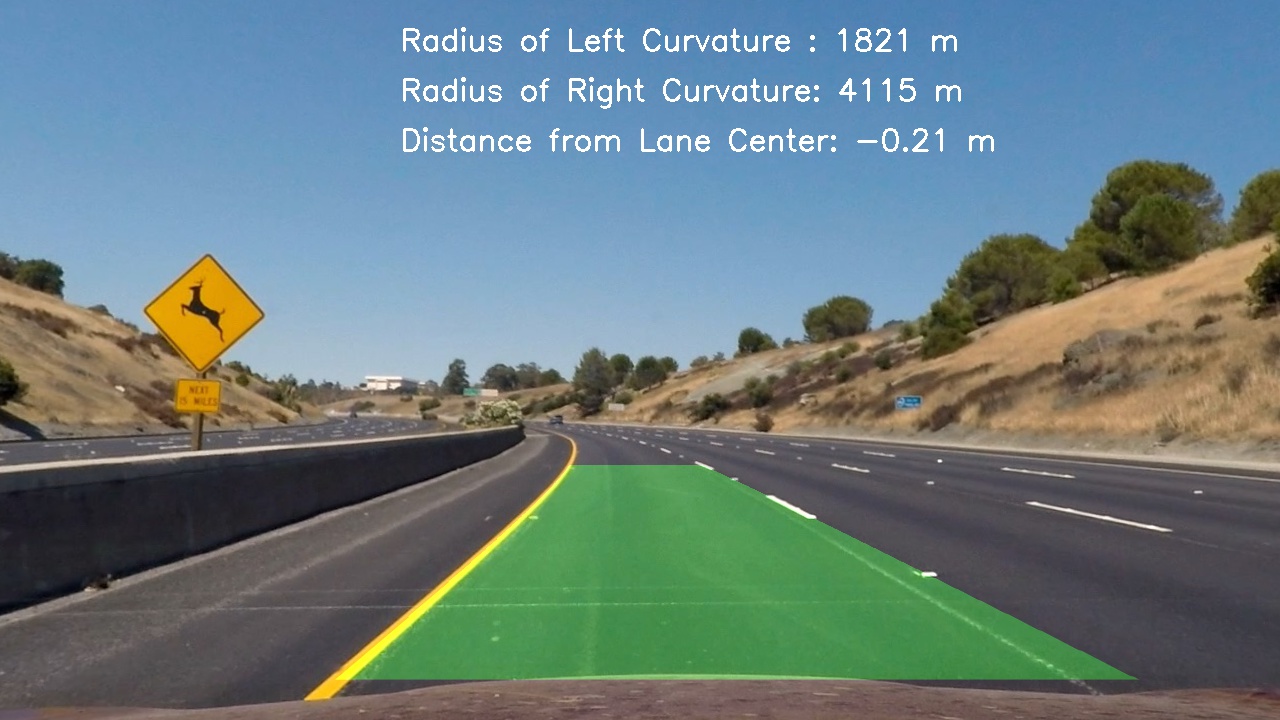 Radius of Left Curvature : 1821 m
Radius of Right Curvature: 4115 m
Distance from Lane Center: -0.21 m
NEXT
15 MILES